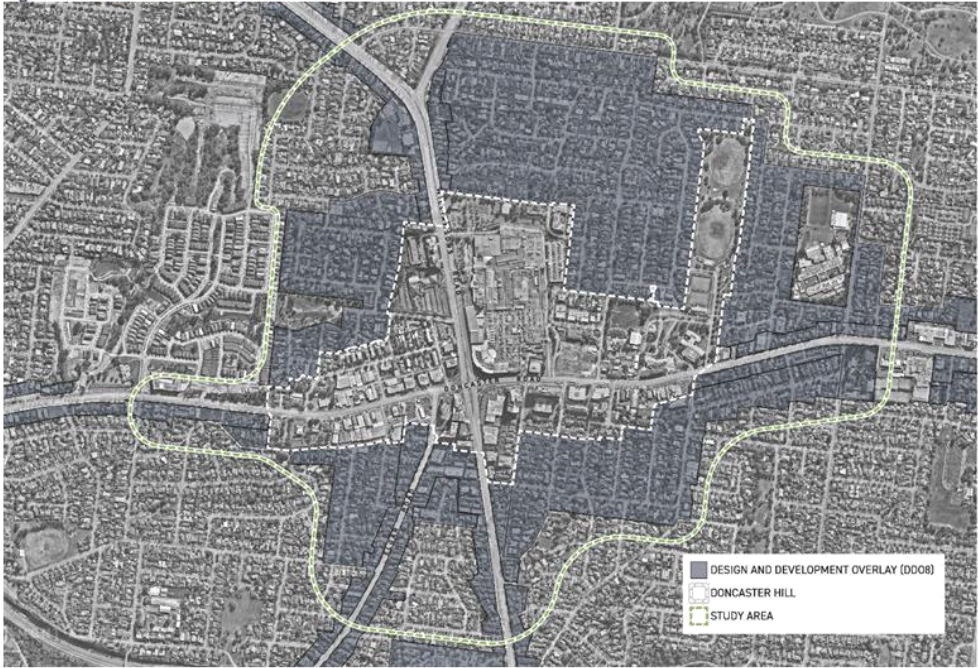 DESIGN AND DEVELOPMENT OVERLAY (DDO8)
DONCASTER HILL
STUDY AREA